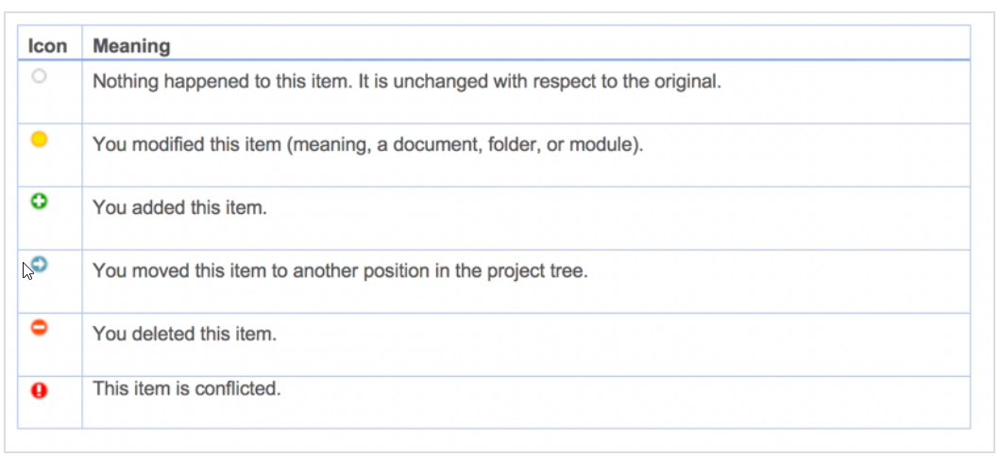 Icon Meaning
Nothing happened to this item. It is unchanged with respect to the original.
You modified this item (meaning, a document, folder, or module).
You added this item.
You moved this item to another position in the project tree.
You deleted this item.
This item is conflicted.